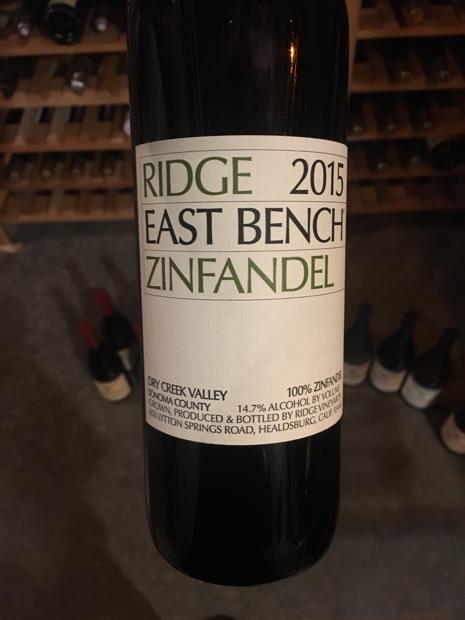 RIDGE 2015
EAST BENCH
ZINFANDEL
DRY CREEK VALLEY 100% ZINFANDEL
SONOMA COUNTY 14.7% ALCOHOL BY VOLUME
GROWN, PRODUCED & BOTTLED BY RIDGE VINEYARDS
650 LYTTON SPRINGS ROAD, HEALDSBURG, CALIF.